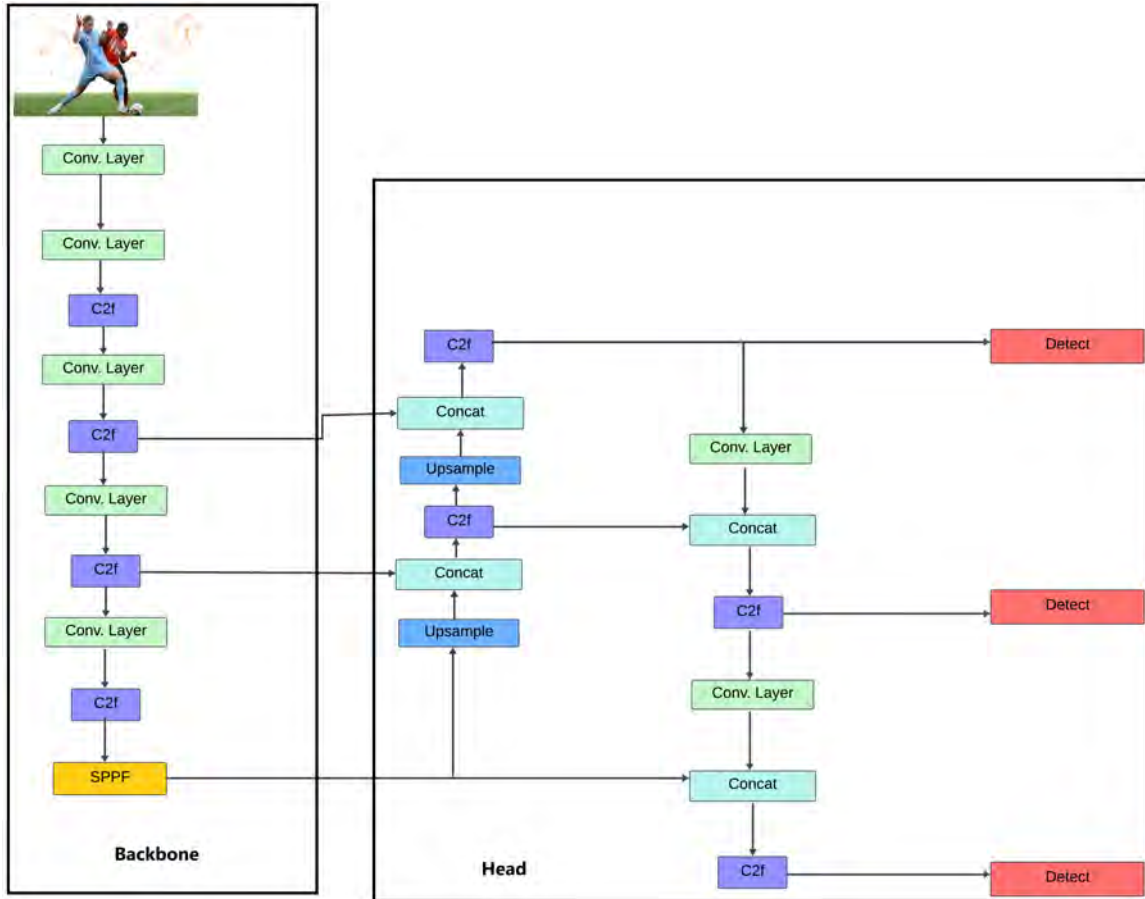 Conv. Layer
Conv. Layer
C2f
Conv. Layer
C2f
Conv. Layer
C2f
Conv. Layer
C2f
SPPF
Backbone
C2f
Concat
Upsample
C2f
Concat
Upsample
Head
Conv. Layer
Concat
C2f
Conv. Layer
Concat
C2f
Detect
Detect
Detect